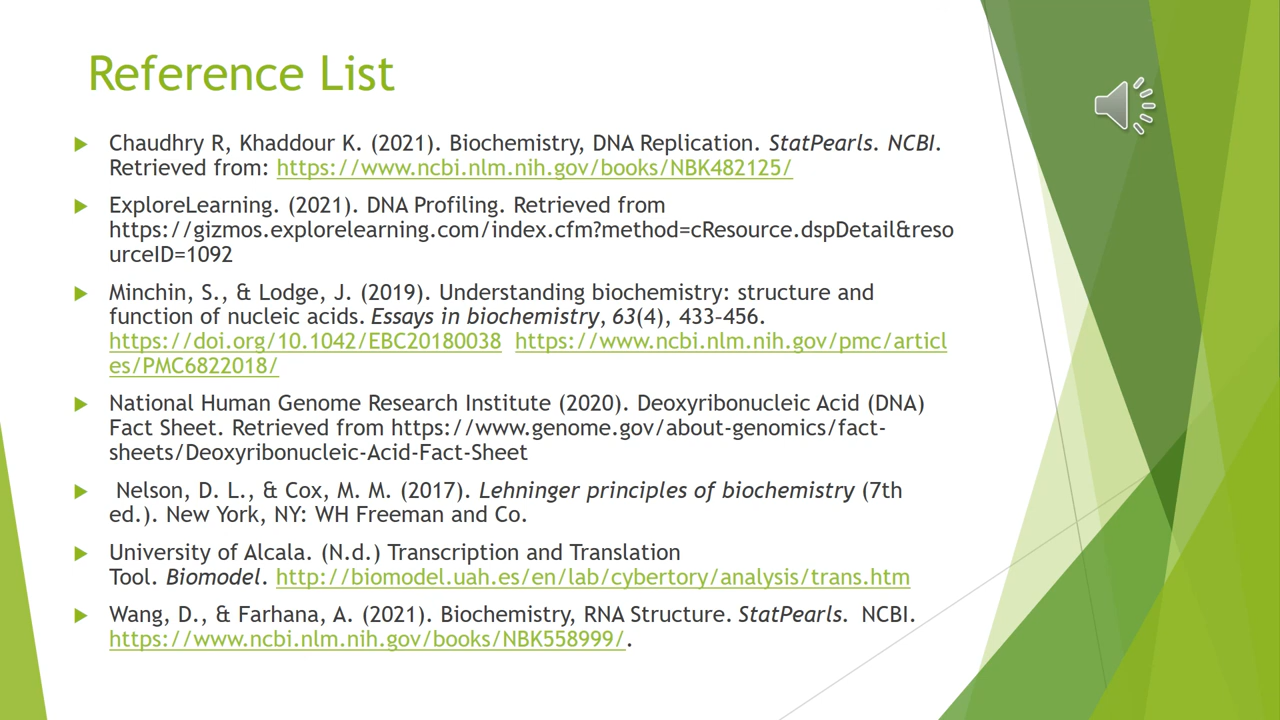 Reference List
Chaudhry R, Khaddour K. (2021). Biochemistry, DNA Replication. StatPearls. NCBI.
Retrieved from: https://www.ncbi.nlm.nih.gov/books/NBK482125/
ExploreLearning. (2021). DNA Profiling. Retrieved from
https://gizmos.explorelearning.com/index.cfm?method=cResource.dspDetail&reso
urceID=1092
Minchin, S., & Lodge, J. (2019). Understanding biochemistry: structure and
function of nucleic acids. Essays in biochemistry, 63(4), 433–456.
https://doi.org/10.1042/EBC20180038 https://www.ncbi.nlm.nih.gov/pmc/articl
es/PMC6822018/
National Human Genome Research Institute (2020). Deoxyribonucleic Acid (DNA)
Fact Sheet. Retrieved from https://www.genome.gov/about-genomics/fact-
sheets/Deoxyribonucleic-Acid-Fact-Sheet
Nelson, D. L., & Cox, M. M. (2017). Lehninger principles of biochemistry (7th
ed.). New York, NY: WH Freeman and Co.
University of Alcala. (N.d.) Transcription and Translation
Tool. Biomodel. http://biomodel.uah.es/en/lab/cybertory/analysis/trans.htm
Wang, D., & Farhana, A. (2021). Biochemistry, RNA Structure. StatPearls. NCBI.
https://www.ncbi.nlm.nih.gov/books/NBK558999/.